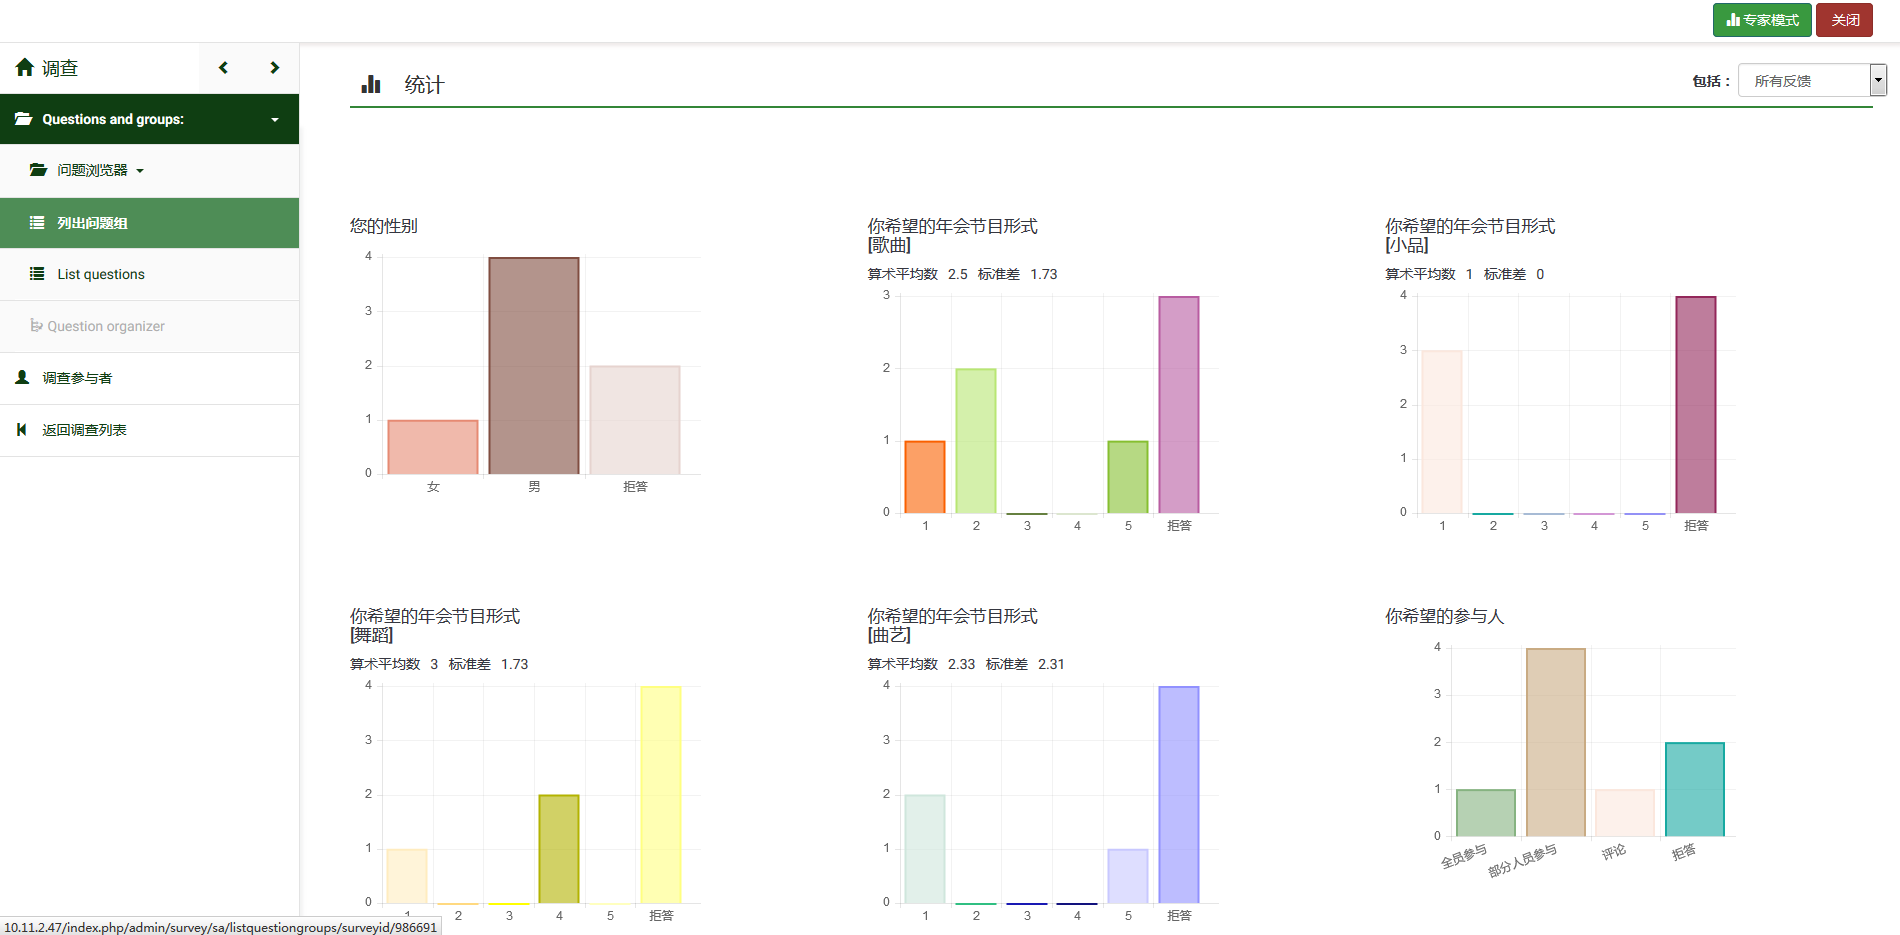 专家模式 关闭
调查
统计
包括： 所有反馈
Questions and groups:
问题浏览器
列出问题组
List questions
Question organizer
调查参与者
返回调查列表
您的性别
4
3
2
1
0
女 男 拒答
你希望的年会节目形式
[歌曲]
算术平均数 2.5 标准差 1.73
3
2
1
0
1 2 3 4 5 拒答
你希望的年会节目形式
[小品]
算术平均数 1 标准差 0
4
3
2
1
0
1 2 3 4 5 拒答
你希望的年会节目形式
[舞蹈]
算术平均数 3 标准差 1.73
4
3
2
1
0
1 2 3 4 5 拒答
你希望的年会节目形式
[曲艺]
算术平均数 2.33 标准差 2.31
4
3
2
1
0
1 2 3 4 5 拒答
你希望的参与人
4
3
2
1
0
全员参与 部分人员参与 评论 拒答
10.11.2.47/index.php/admin/survey/sa/listquestiongroups/surveyid/986691